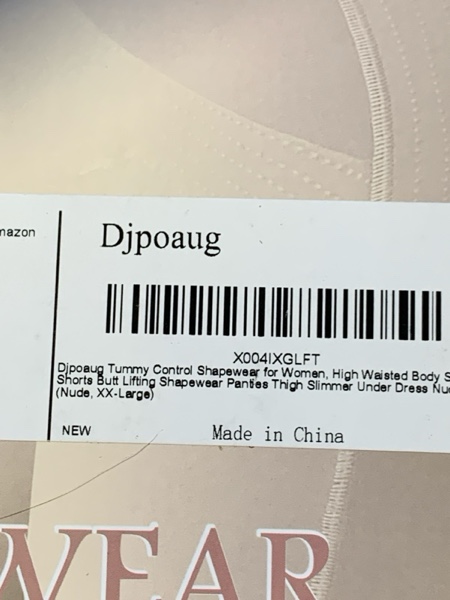 mazon
Djpoaug
X004IXGLFT
Djpoaug Tummy Control Shapewear for Women, High Waisted Body S
Shorts Butt Lifting Shapewear Panties Thigh Slimmer Under Dress Nu
(Nude, XX-Large)
NEW
Made in China
WEAR